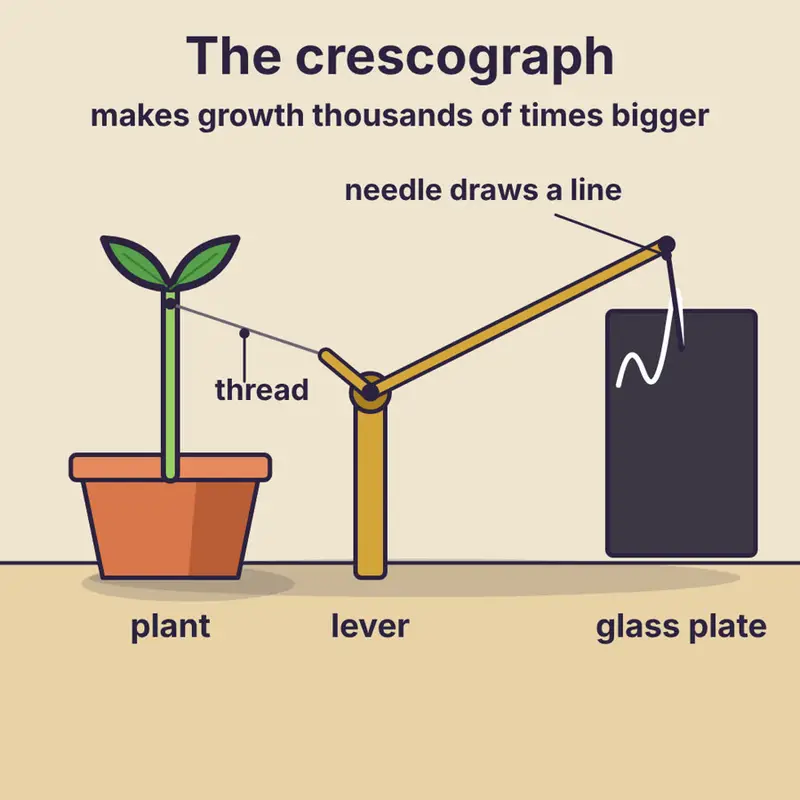 The crescograph
makes growth thousands of times bigger
needle draws a line
thread
plant
lever
glass plate